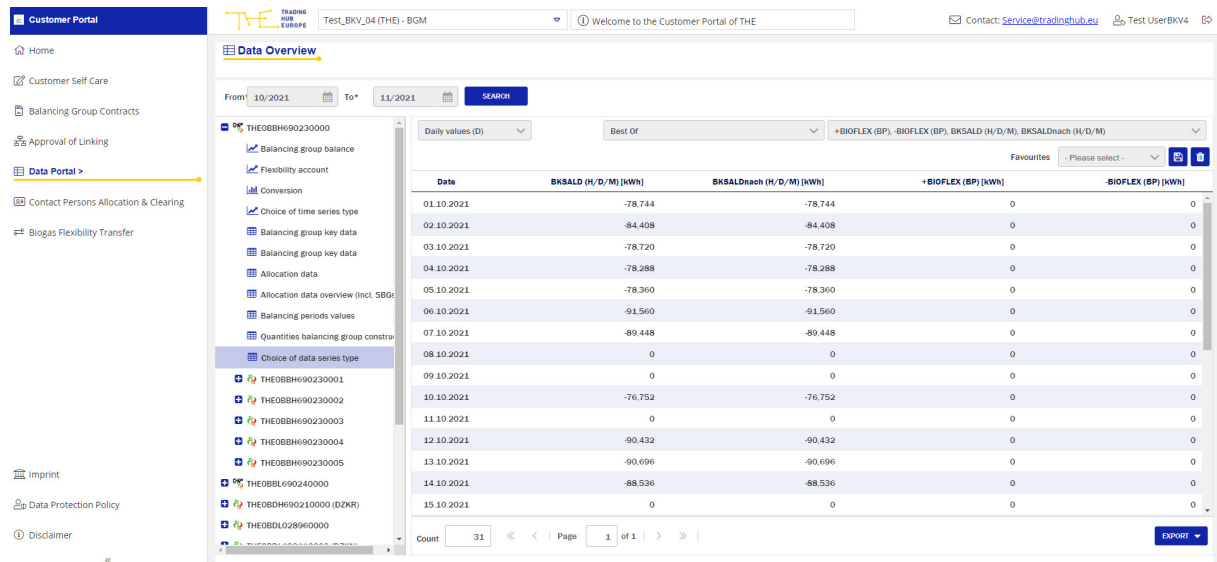 Customer Portal
TRADING
HUB
EUROPE
Test_BKV_04 (THE) - BGM
Welcome to the Customer Portal of THE
Contact: Service@tradinghub.eu
Test UserBKV4
Home
Customer Self Care
Balancing Group Contracts
Approval of Linking
Data Portal >
Contact Persons Allocation & Clearing
Biogas Flexibility Transfer
Imprint
Data Protection Policy
Disclaimer
«
Data Overview
From* 10/2021 To* 11/2021 SEARCH
THE0BBH690230000
Balancing group balance
Flexibility account
Conversion
Choice of time series type
Balancing group key data
Balancing group key data
Allocation data
Allocation data overview (incl. SBGs
Balancing periods values
Quantities balancing group constru
Choice of data series type
THE0BBH690230001
THE0BBH690230002
THE0BBH690230003
THE0BBH690230004
THE0BBH690230005
THE0BBL690240000
THE0BDH690210000 (DZKR)
THE0BDL028960000
Daily values (D) Best Of +BIOFLEX (BP), -BIOFLEX (BP), BKSALD (H/D/M), BKSALDnach (H/D/M)
Favourites - Please select -
Date BKSALD (H/D/M) [kWh] BKSALDnach (H/D/M) [kWh] +BIOFLEX (BP) [kWh] -BIOFLEX (BP) [kWh]
01.10.2021 -78,744 -78,744 0 0
02.10.2021 -84,408 -84,408 0 0
03.10.2021 -78,720 -78,720 0 0
04.10.2021 -78,288 -78,288 0 0
05.10.2021 -78,360 -78,360 0 0
06.10.2021 -91,560 -91,560 0 0
07.10.2021 -89,448 -89,448 0 0
08.10.2021 0 0 0 0
09.10.2021 0 0 0 0
10.10.2021 -76,752 -76,752 0 0
11.10.2021 0 0 0 0
12.10.2021 -90,432 -90,432 0 0
13.10.2021 -90,696 -90,696 0 0
14.10.2021 -88,536 -88,536 0 0
15.10.2021 0 0 0 0
Count 31 Page 1 of 1 EXPORT